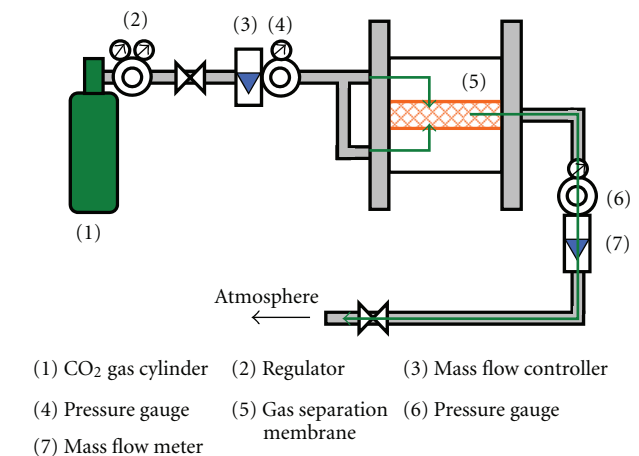 (2)
(3) (4)
(5)
(1)
(6)
(7)
Atmosphere
(1) CO2 gas cylinder (2) Regulator (3) Mass flow controller
(4) Pressure gauge (5) Gas separation membrane (6) Pressure gauge
(7) Mass flow meter